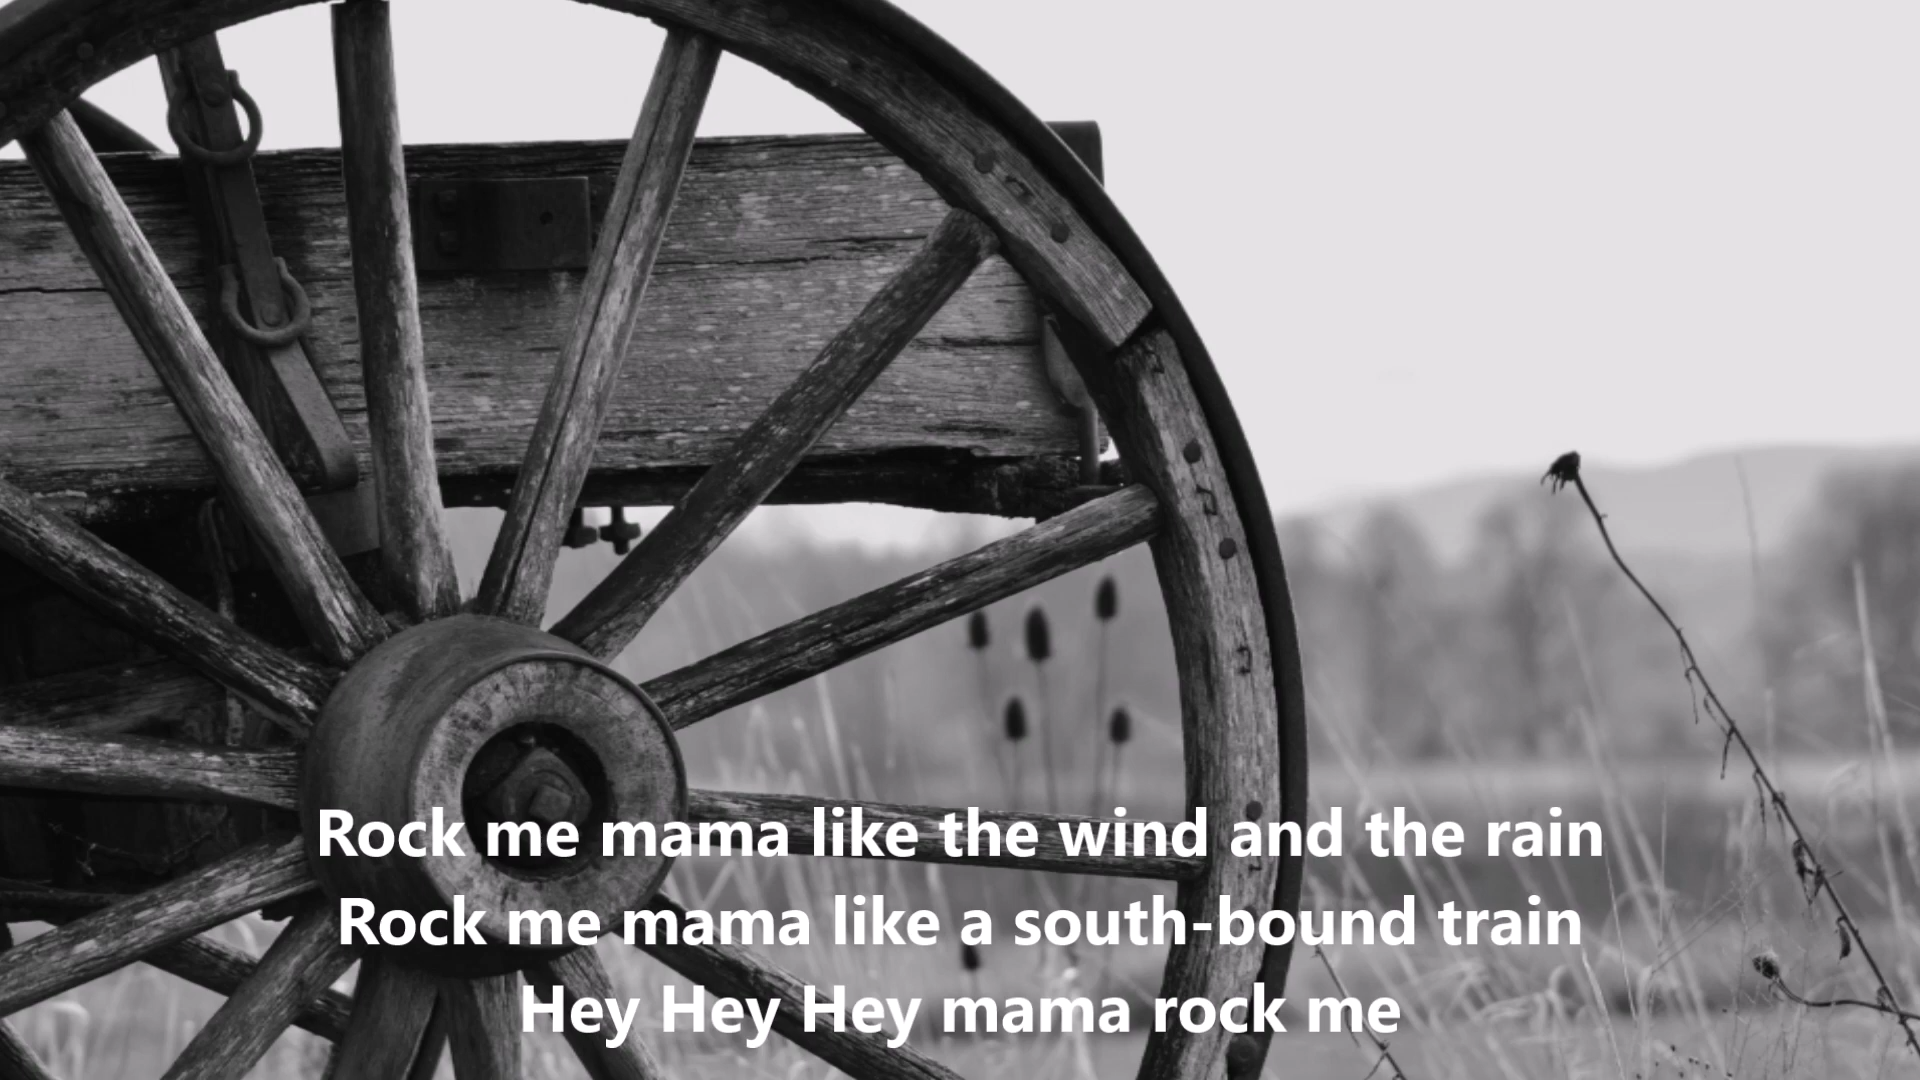 Rock me mama like the wind and the rain
Rock me mama like a south-bound train
Hey Hey Hey mama rock me